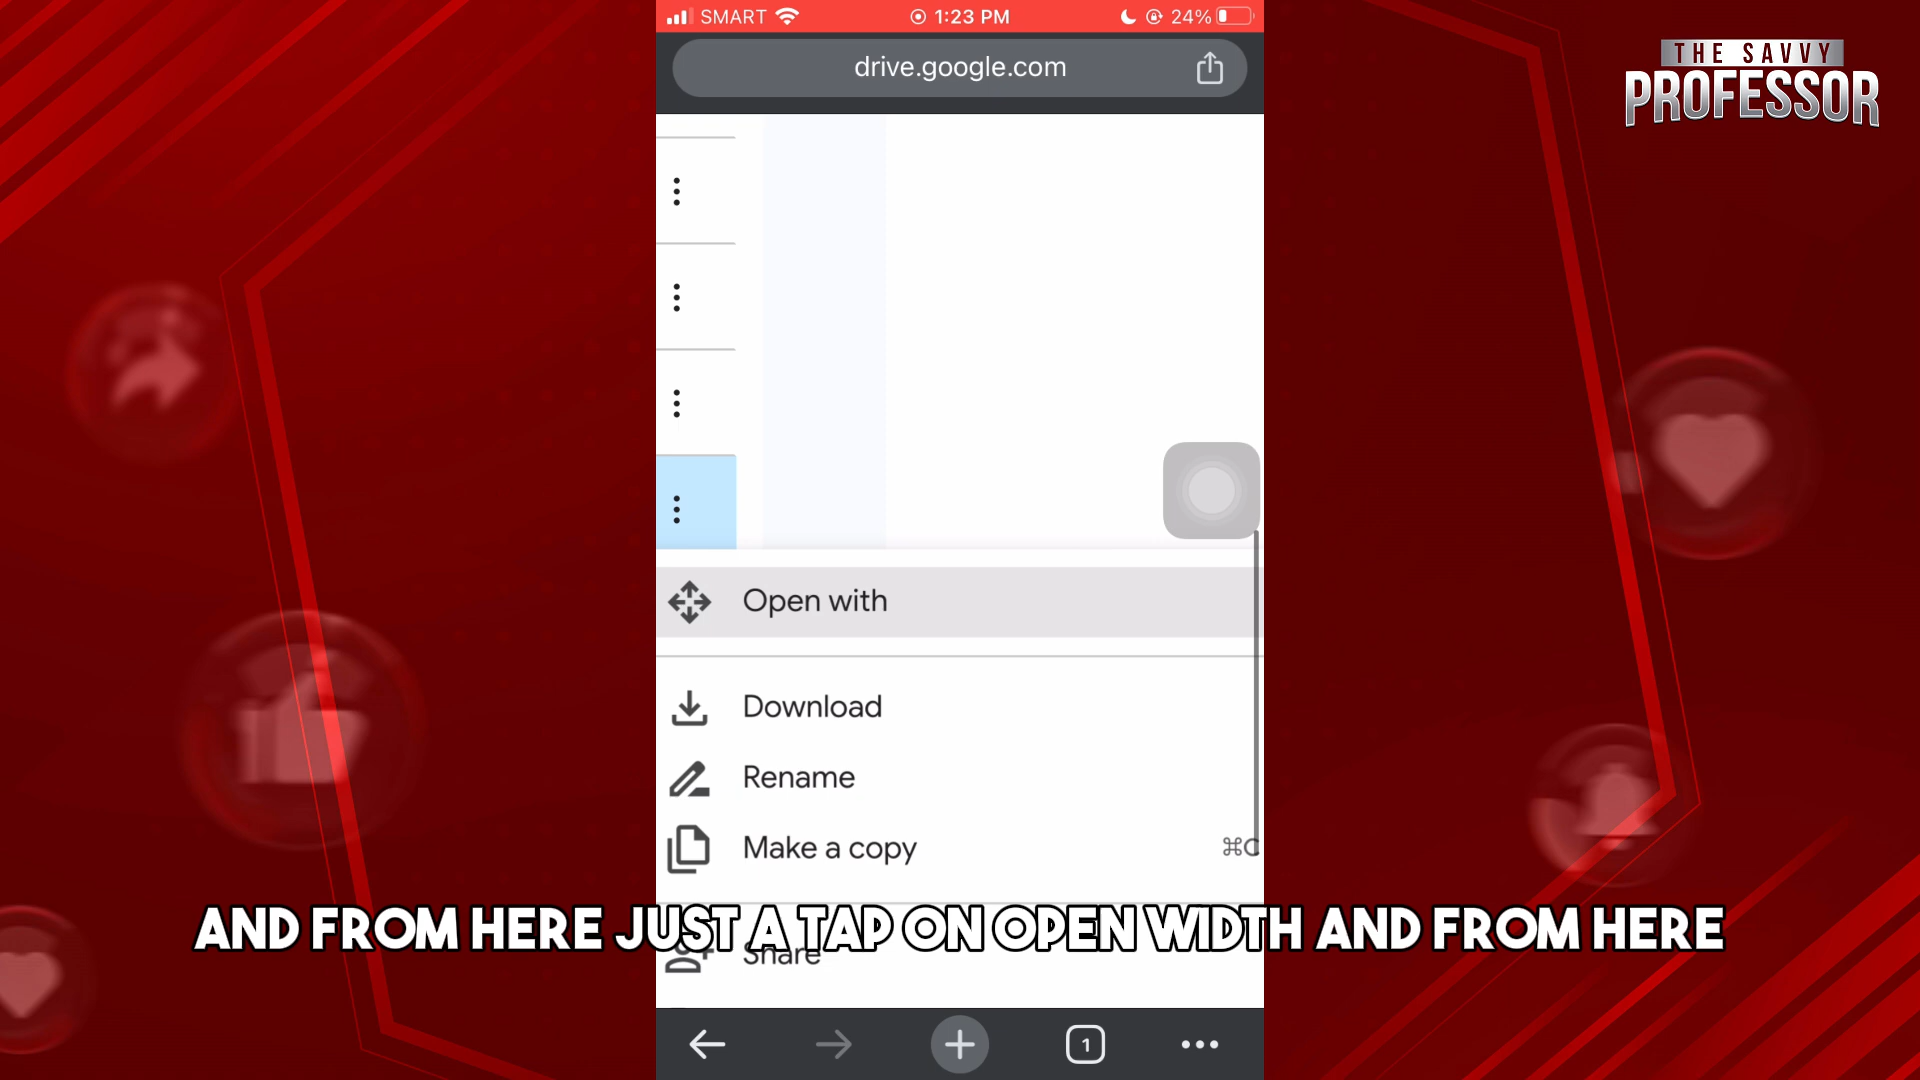 SMART
1:23 PM
24%
drive.google.com
THE SAVVY
PROFESSOR
Open with
Download
Rename
Make a copy
⌘C
Share
AND FROM HERE JUST A TAP ON OPEN WIDTH AND FROM HERE
1